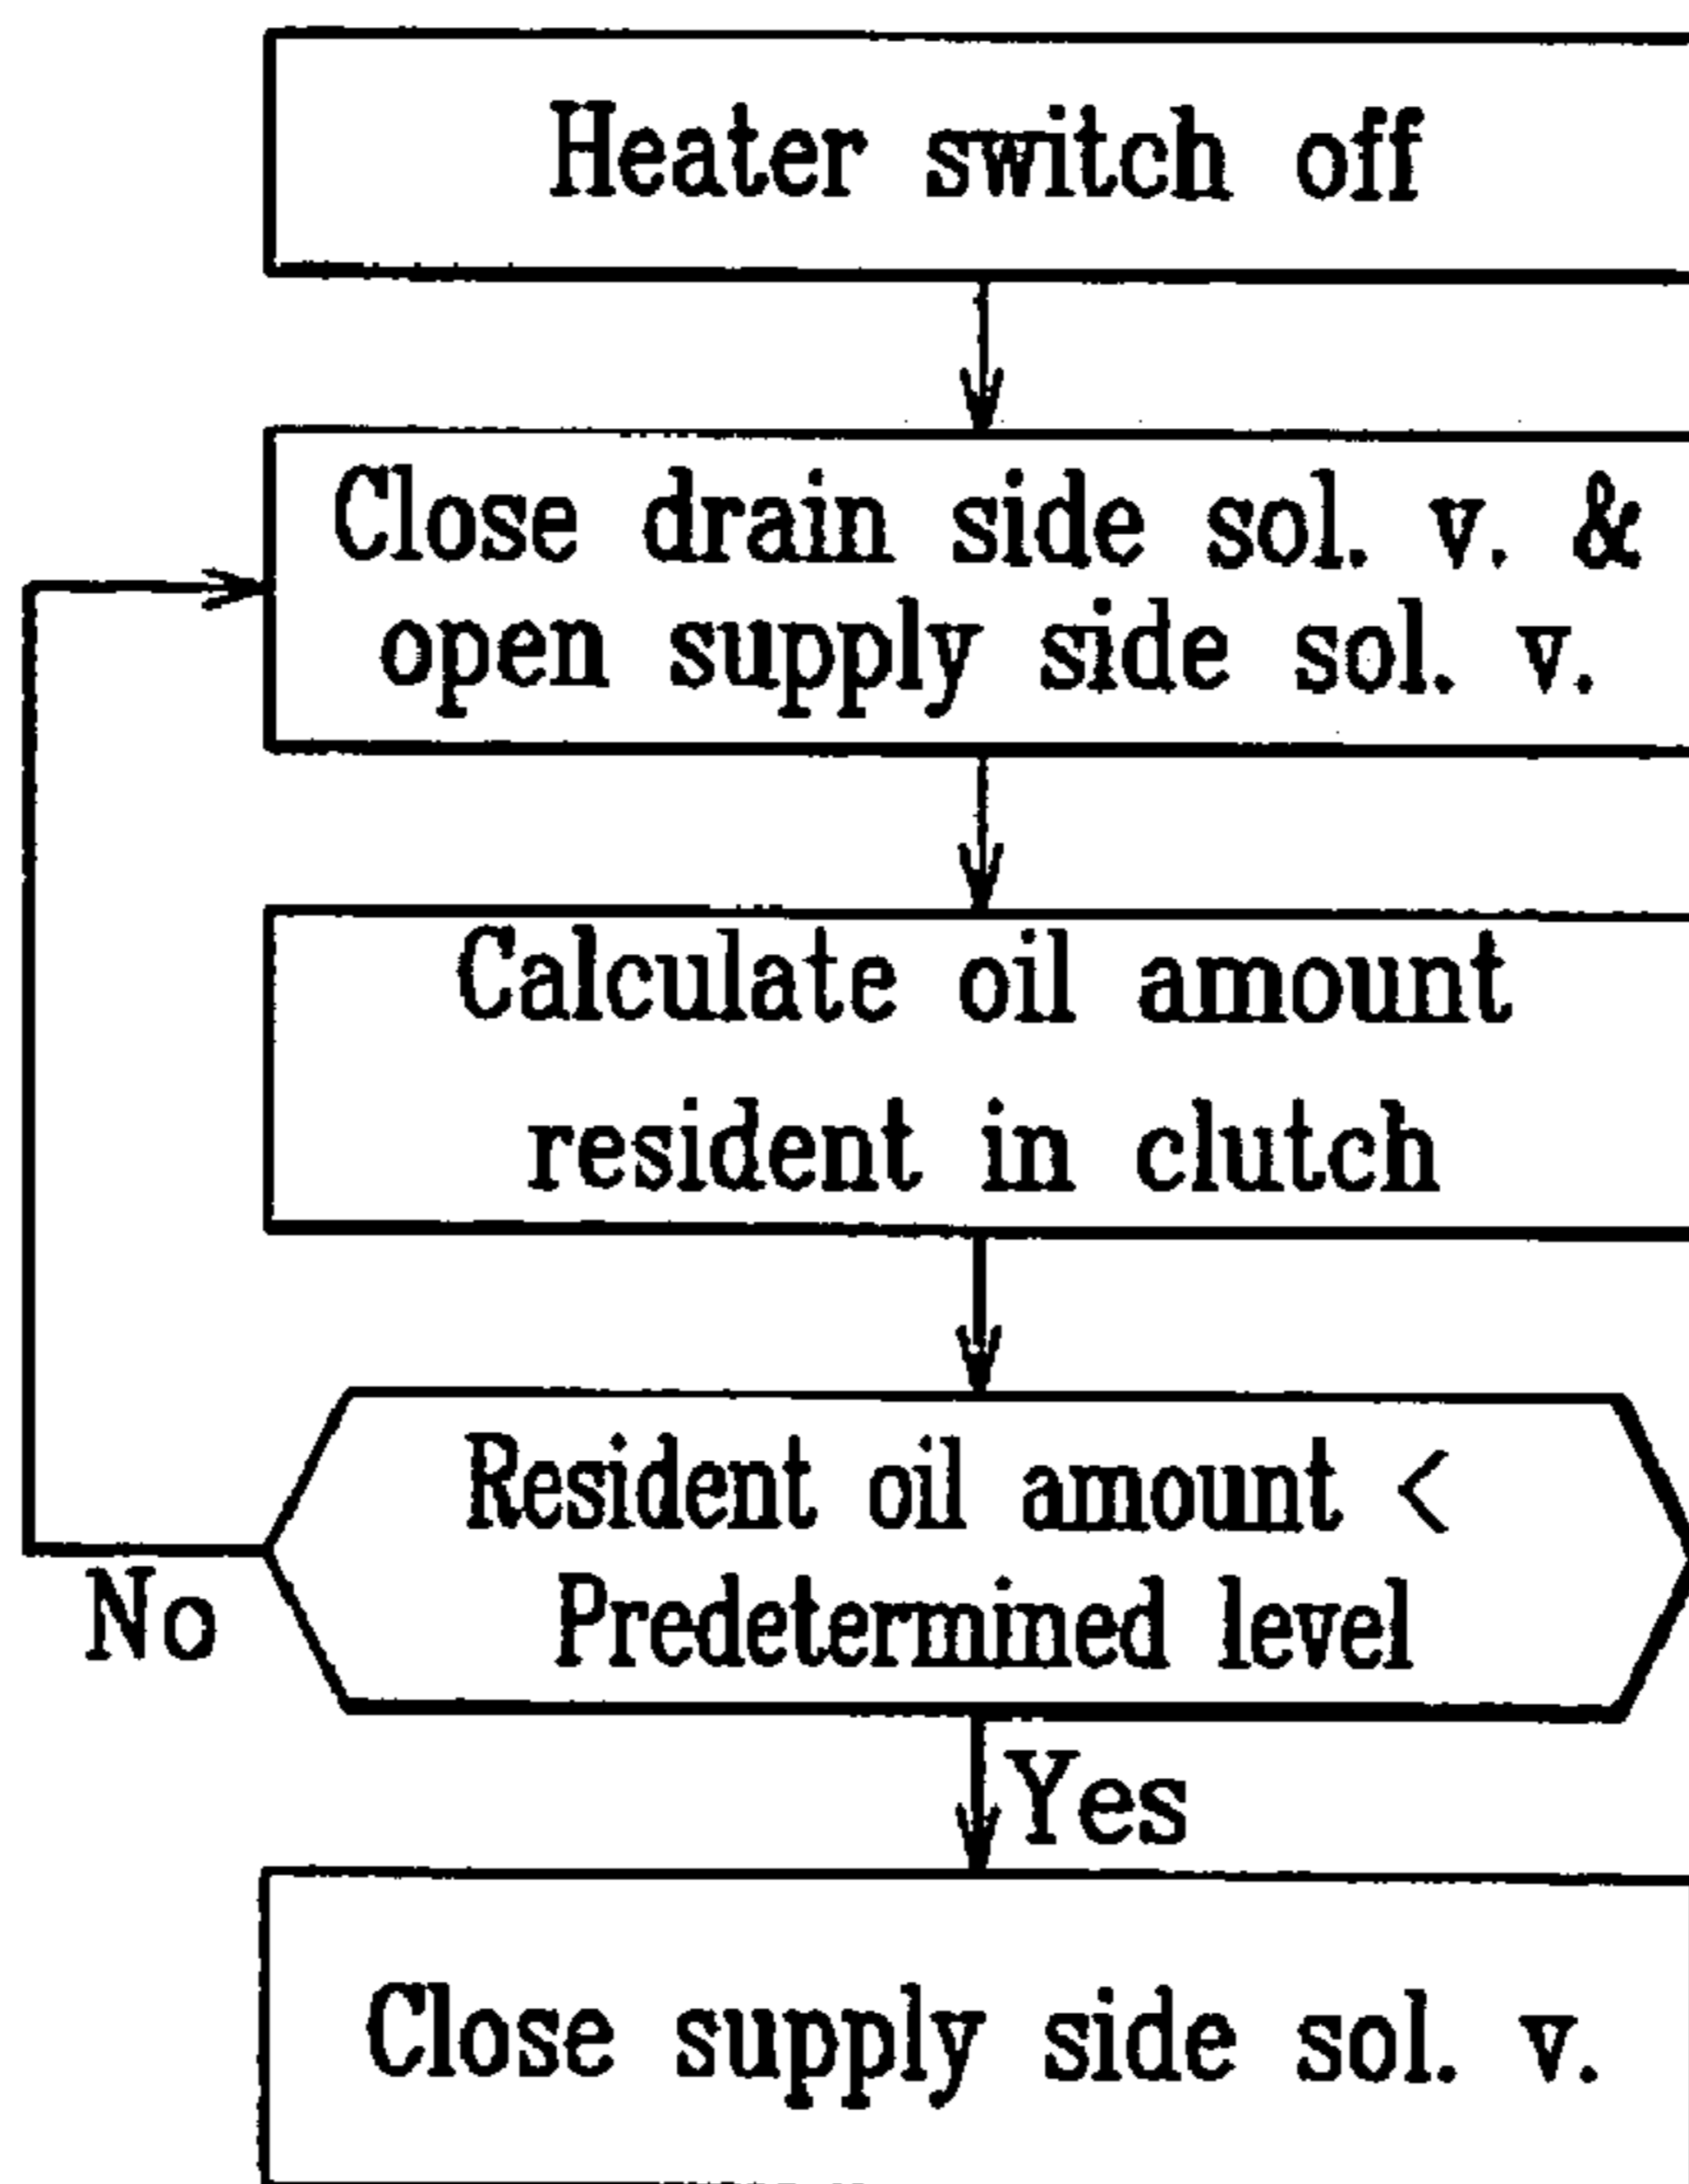 Heater switch off
Close drain side sol. v. &
open supply side sol. v.
Calculate oil amount
resident in clutch
Resident oil amount <
Predetermined level
No
Yes
Close supply side sol. v.